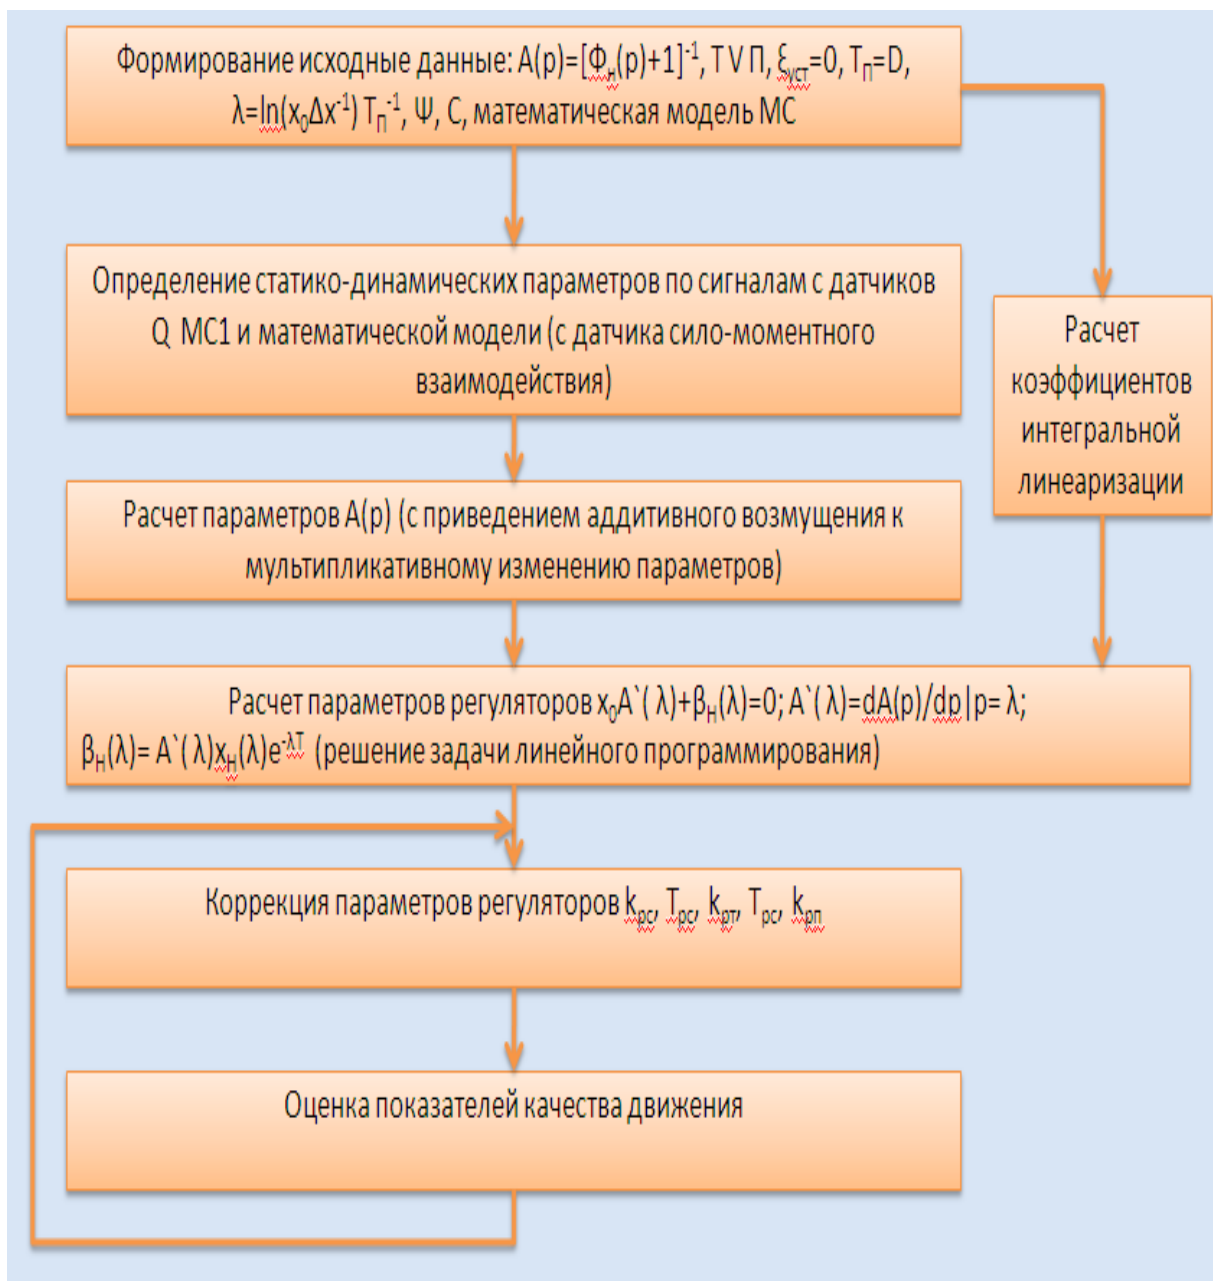 Формирование исходные данные: A(p)=[Φн(p)+1]⁻¹, T V П, ξуст=0, TП=D,
λ=ln(x₀Δx⁻¹) TП⁻¹, Ψ, С, математическая модель МС
Определение статико-динамических параметров по сигналам с датчиков
Q МС1 и математической модели (с датчика сило-моментного
взаимодействия)
Расчет
коэффициентов
интегральной
линеаризации
Расчет параметров A(p) (с приведением аддитивного возмущения к
мультипликативному изменению параметров)
Расчет параметров регуляторов x₀A`( λ)+βН(λ)=0; A`( λ)=dA(p)/dp|p= λ;
βН(λ)= A`( λ)xН(λ)e⁻λT (решение задачи линейного программирования)
Коррекция параметров регуляторов kрс, Tрс, kрт, Tрс, kрп
Оценка показателей качества движения